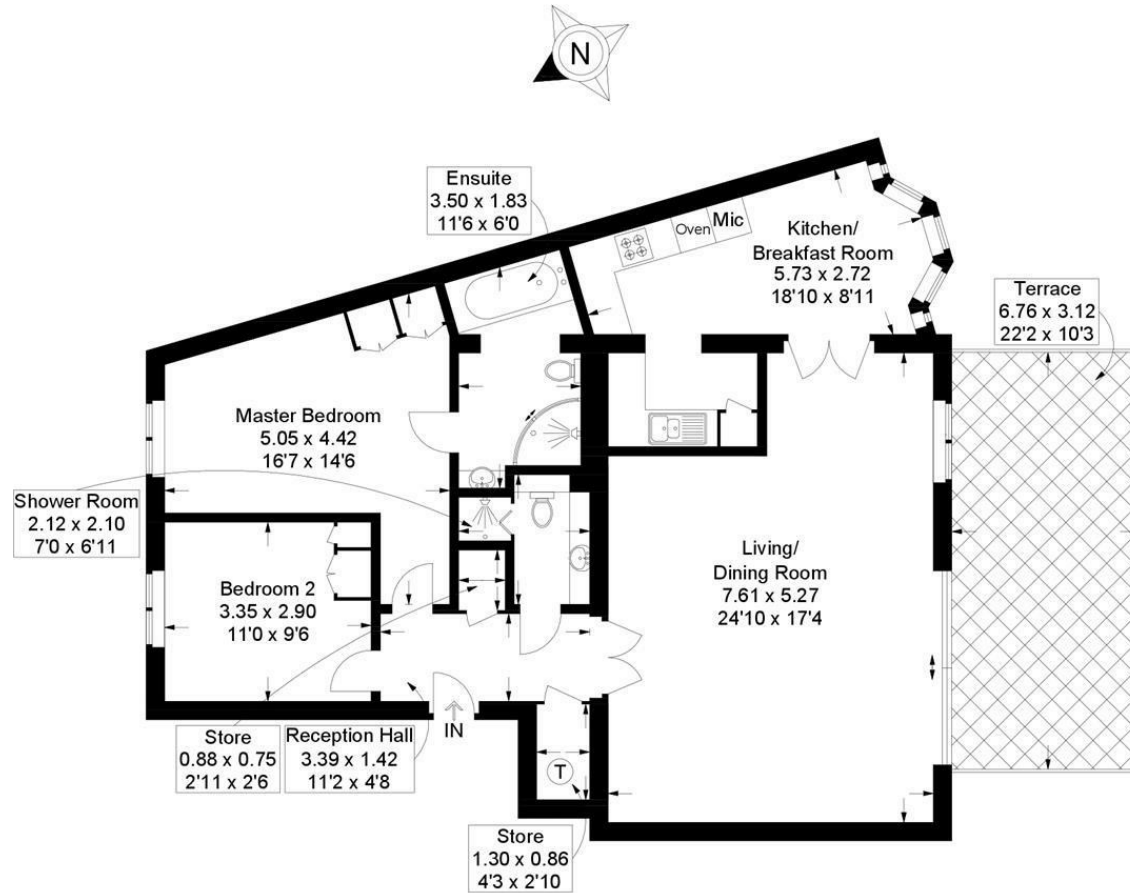 N
Ensuite
3.50 x 1.83
11'6 x 6'0
Oven
Mic
Kitchen/
Breakfast Room
5.73 x 2.72
18'10 x 8'11
Terrace
6.76 x 3.12
22'2 x 10'3
Master Bedroom
5.05 x 4.42
16'7 x 14'6
Shower Room
2.12 x 2.10
7'0 x 6'11
Bedroom 2
3.35 x 2.90
11'0 x 9'6
Living/
Dining Room
7.61 x 5.27
24'10 x 17'4
Store
0.88 x 0.75
2'11 x 2'6
Reception Hall
3.39 x 1.42
11'2 x 4'8
IN
T
Store
1.30 x 0.86
4'3 x 2'10